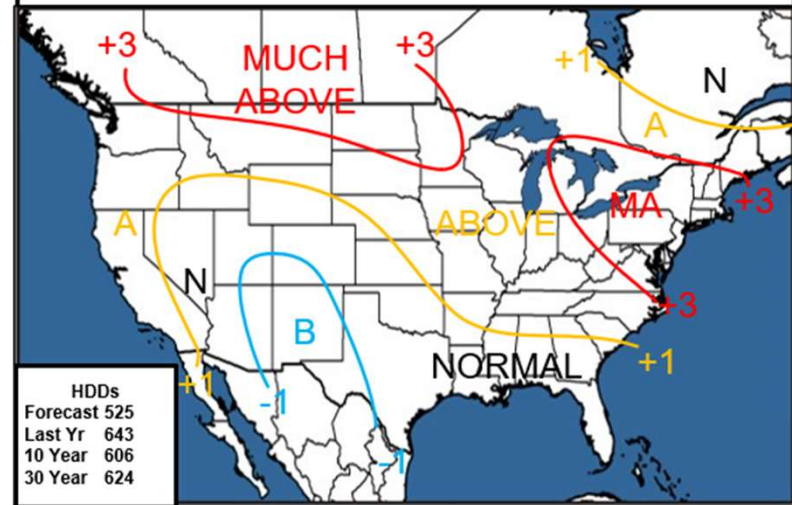 +3
MUCH
ABOVE
+3
+1
N
A
MA
+3
A
ABOVE
N
+3
B
NORMAL
+1
+1
-1
-1
HDDs
Forecast 525
Last Yr 643
10 Year 606
30 Year 624